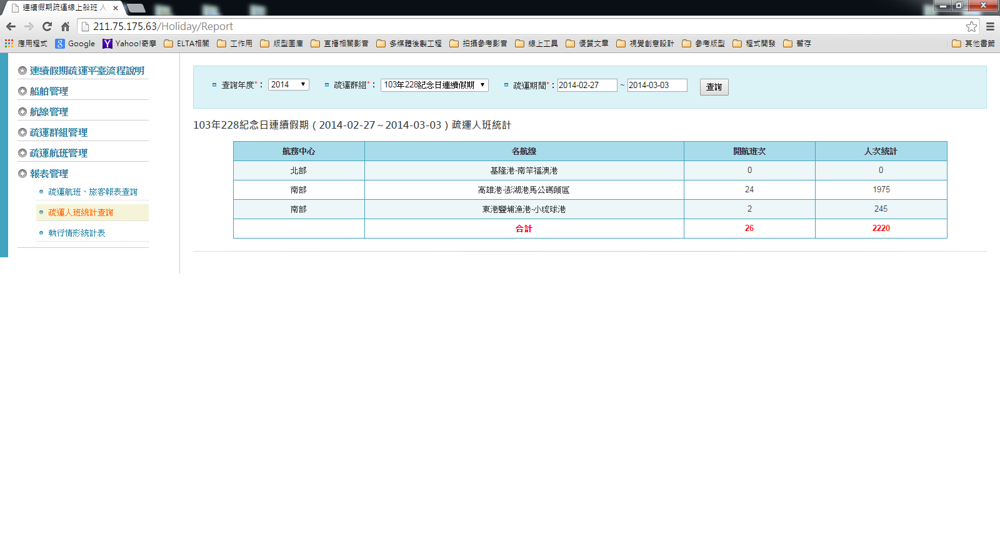 連續假期疏運線上船班 人
211.75.175.63/Holiday/Report
應用程式 Google Yahoo!奇摩 ELTA相關 工作用 版型圖庫 直播相關影音 多媒體後製工程 拍攝參考影音 線上工具 優質文章 視覺創意設計 參考版型 程式開發 暫存 其他書籤
連續假期疏運平臺流程說明
船舶管理
航線管理
疏運群組管理
疏運航班管理
報表管理
疏運航班、旅客報表查詢
疏運人班統計查詢
執行情形統計表
查詢年度*： 2014 疏運群組*： 103年228紀念日連續假期 疏運期間*：2014-02-27 ~ 2014-03-03 查詢
103年228紀念日連續假期 ( 2014-02-27～2014-03-03 ) 疏運人班統計
航務中心 各航線 開航班次 人次統計
北部 基隆港-南竿福澳港 0 0
南部 高雄港-澎湖港馬公碼頭區 24 1975
南部 東港鹽埔漁港-小琉球港 2 245
合計 26 2220